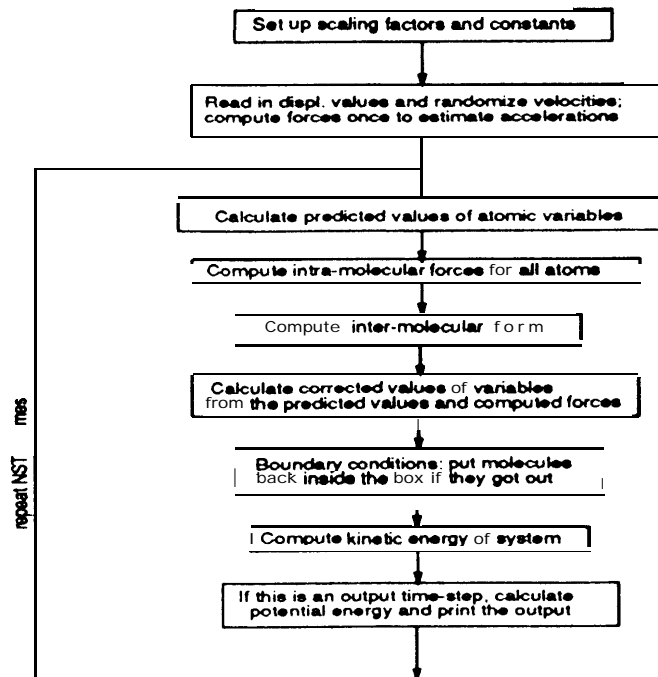 Set up scaling factors and constants
Read in displ. values and randomize velocities;
compute forces once to estimate accelerations
Calculate predicted values of atomic variables
Compute intra-molecular forces for all atoms
Compute inter-molecular form
Calculate corrected values of variables
from the predicted values and computed forces
Boundary conditions: put molecules
back inside the box if they got out
Compute kinetic energy of system
If this is an output time-step, calculate
potential energy and print the output
repeat NST mes